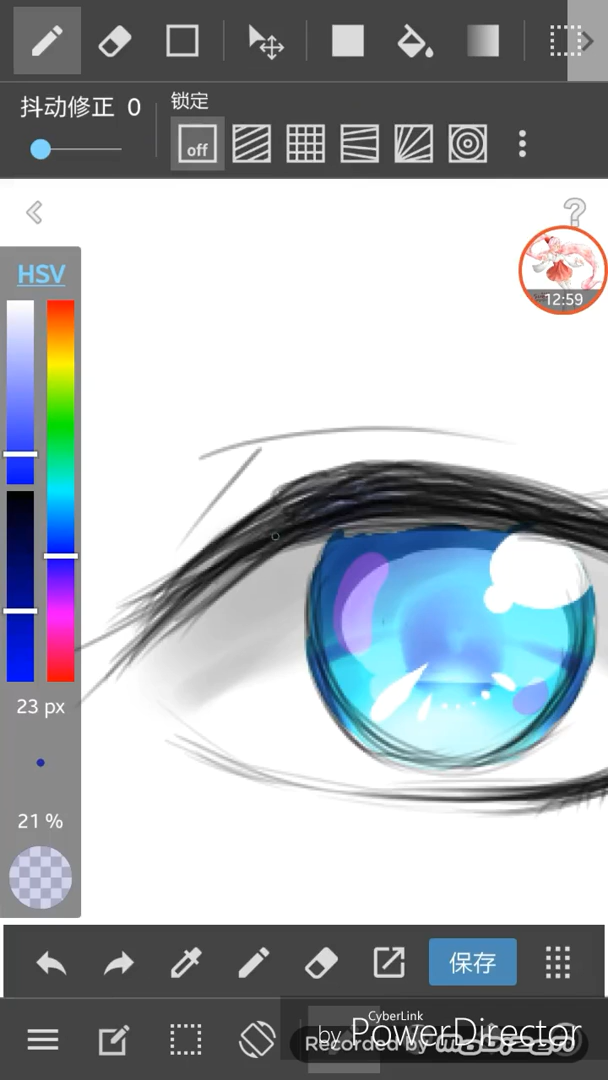 抖动修正 0
锁定
off
HSV
12:59
23 px
21 %
保存
CyberLink
by PowerDirector
Recorded by